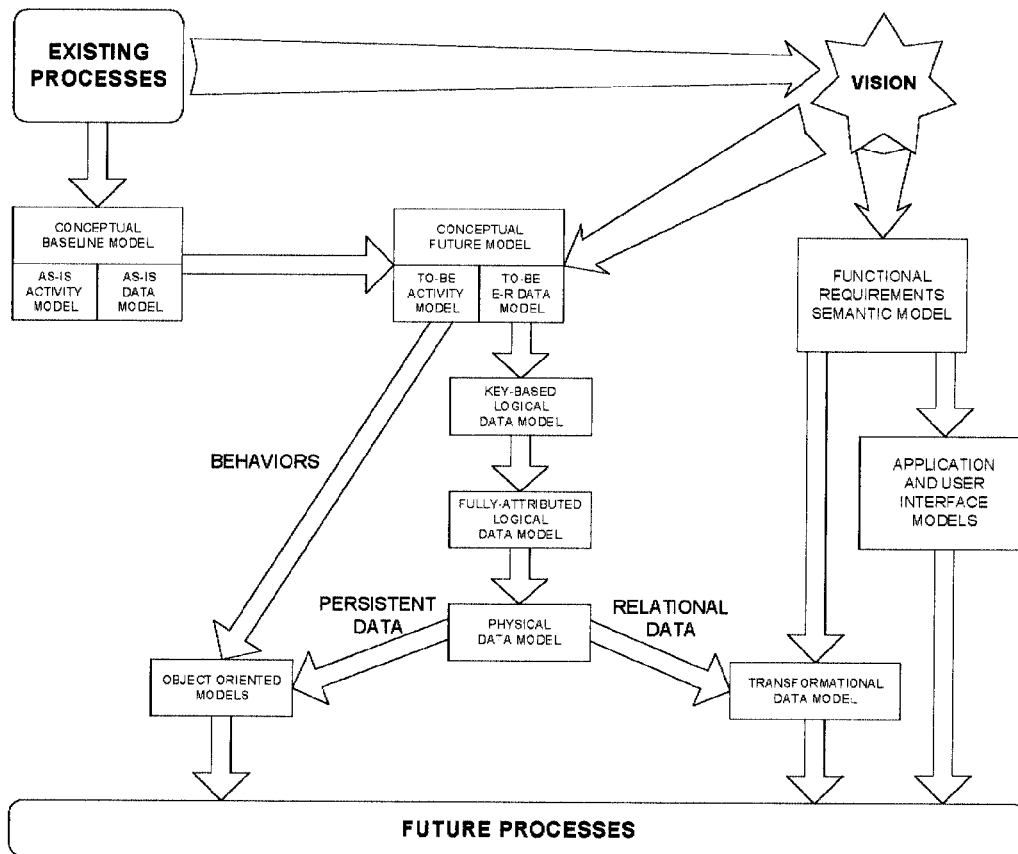 EXISTING
PROCESSES
VISION
CONCEPTUAL
BASELINE MODEL
AS-IS
ACTIVITY
MODEL
AS-IS
DATA
MODEL
CONCEPTUAL
FUTURE MODEL
TO-BE
ACTIVITY
MODEL
TO-BE
E-R DATA
MODEL
FUNCTIONAL
REQUIREMENTS
SEMANTIC MODEL
KEY-BASED
LOGICAL
DATA MODEL
BEHAVIORS
APPLICATION
AND USER
INTERFACE
MODELS
FULLY-ATTRIBUTED
LOGICAL
DATA MODEL
PERSISTENT
DATA
PHYSICAL
DATA MODEL
RELATIONAL
DATA
OBJECT ORIENTED
MODELS
TRANSFORMATIONAL
DATA MODEL
FUTURE PROCESSES